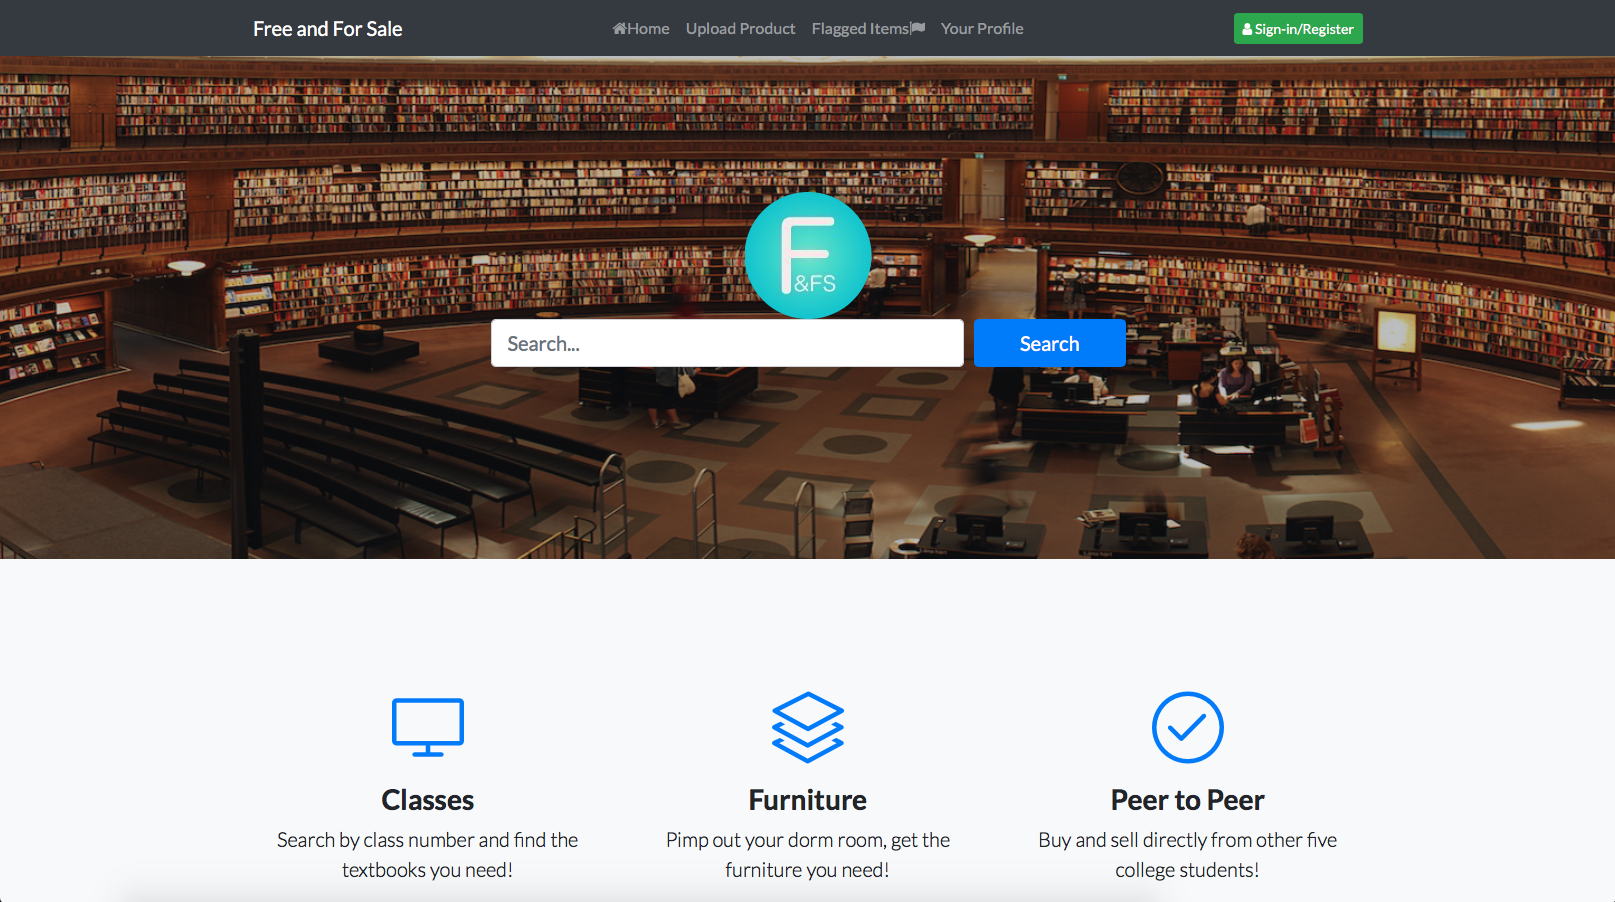 Free and For Sale
Home Upload Product Flagged Items Your Profile
Sign-in/Register
F
&FS
Search...
Search
Classes
Search by class number and find the
textbooks you need!
Furniture
Pimp out your dorm room, get the
furniture you need!
Peer to Peer
Buy and sell directly from other five
college students!